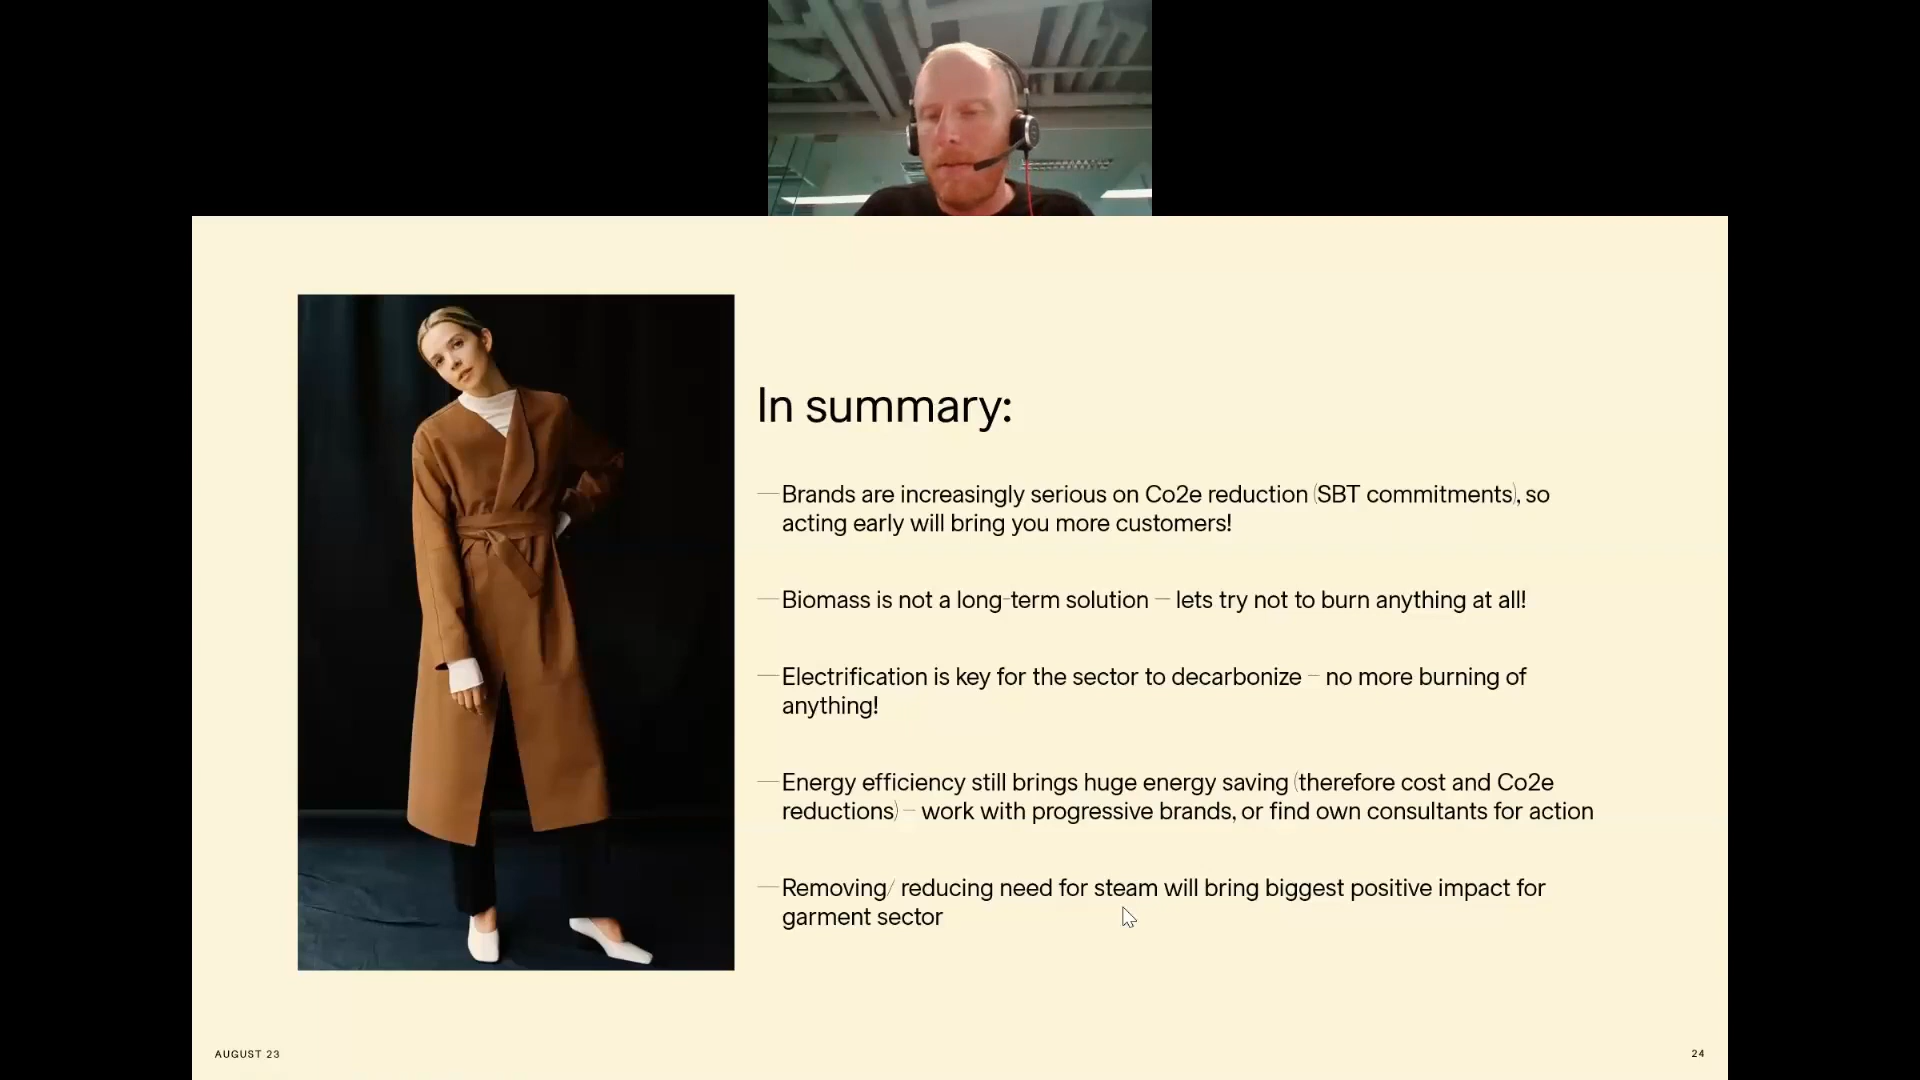 In summary:
—Brands are increasingly serious on Co2e reduction (SBT commitments), so
acting early will bring you more customers!
—Biomass is not a long-term solution – lets try not to burn anything at all!
—Electrification is key for the sector to decarbonize – no more burning of
anything!
—Energy efficiency still brings huge energy saving (therefore cost and Co2e
reductions) – work with progressive brands, or find own consultants for action
—Removing/ reducing need for steam will bring biggest positive impact for
garment sector
AUGUST 23
24